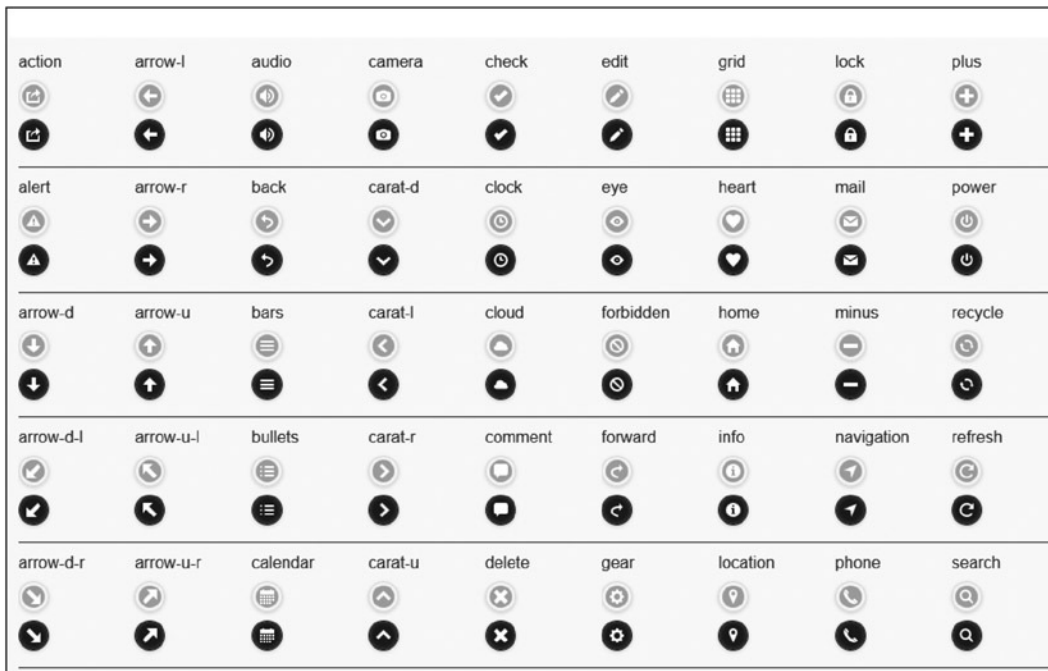 action arrow-l audio camera check edit grid lock plus
alert arrow-r back carat-d clock eye heart mail power
arrow-d arrow-u bars carat-l cloud forbidden home minus recycle
arrow-d-l arrow-u-l bullets carat-r comment forward info navigation refresh
arrow-d-r arrow-u-r calendar carat-u delete gear location phone search